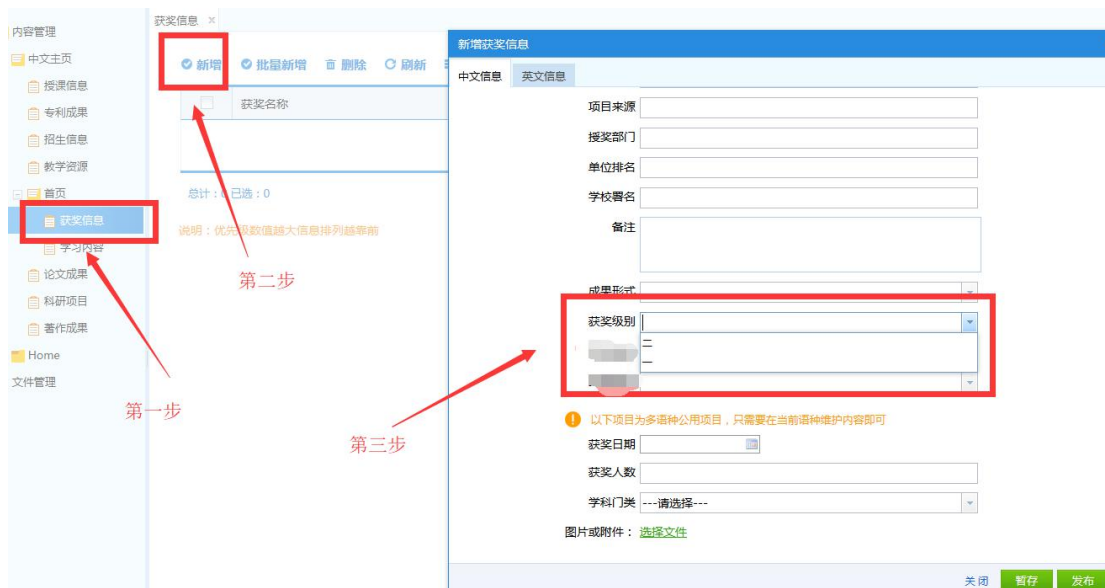 内容管理
中文主页
授课信息
专利成果
招生信息
教学资源
首页
获奖信息
学习内容
论文成果
科研项目
著作成果
Home
文件管理
第一步
获奖信息 ×
新增 批量新增 删除 刷新
获奖名称
总计：0 已选：0
说明：优先级数值越大信息排列越靠前
第二步
第三步
新增获奖信息
中文信息 英文信息
项目来源
授奖部门
单位排名
学校署名
备注
成果形式
获奖级别
二
一
以下项目为多语种公用项目，只需要在当前语种维护内容即可
获奖日期
获奖人数
学科门类 ---请选择---
图片或附件： 选择文件
关闭 暂存 发布